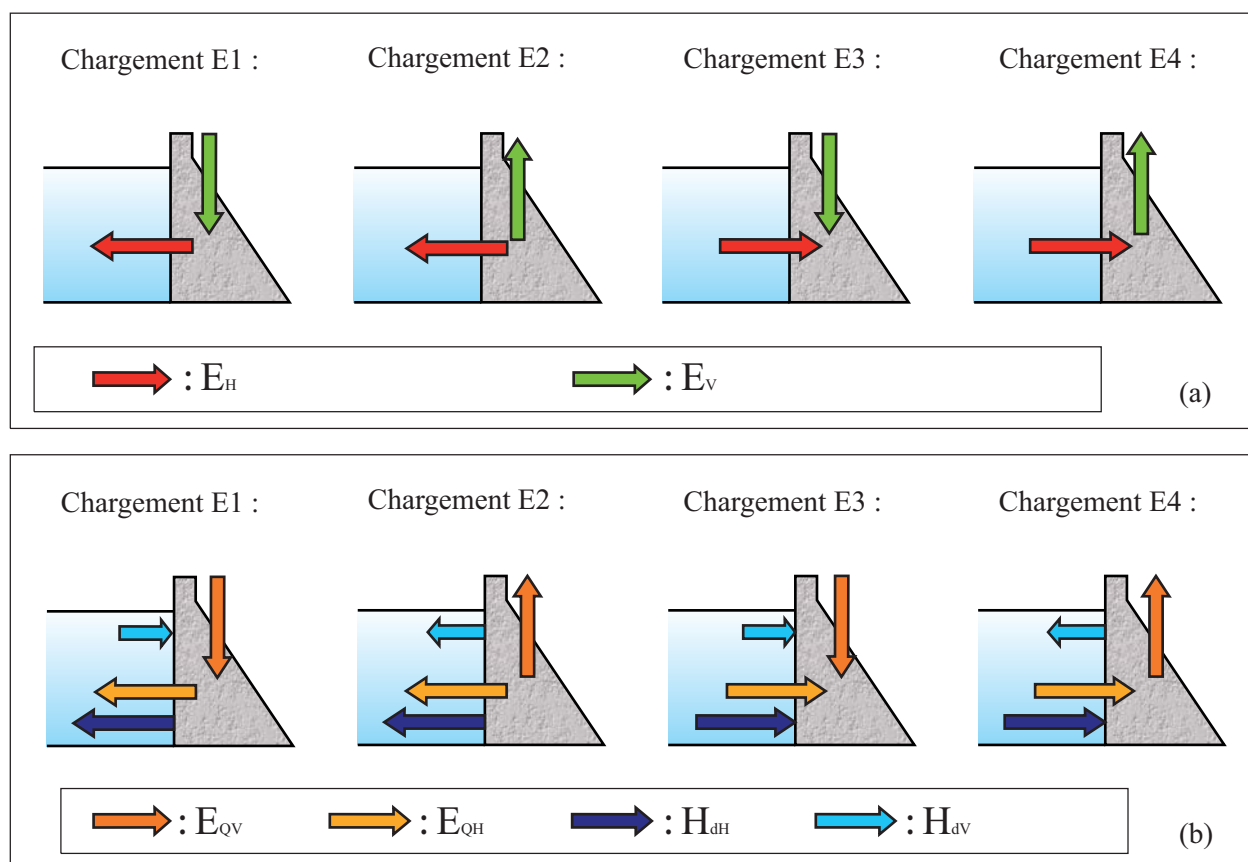 Chargement E1 : Chargement E2 : Chargement E3 : Chargement E4 :
: EH : EV
(a)
Chargement E1 : Chargement E2 : Chargement E3 : Chargement E4 :
: EQV : EQH : HdH : HdV
(b)